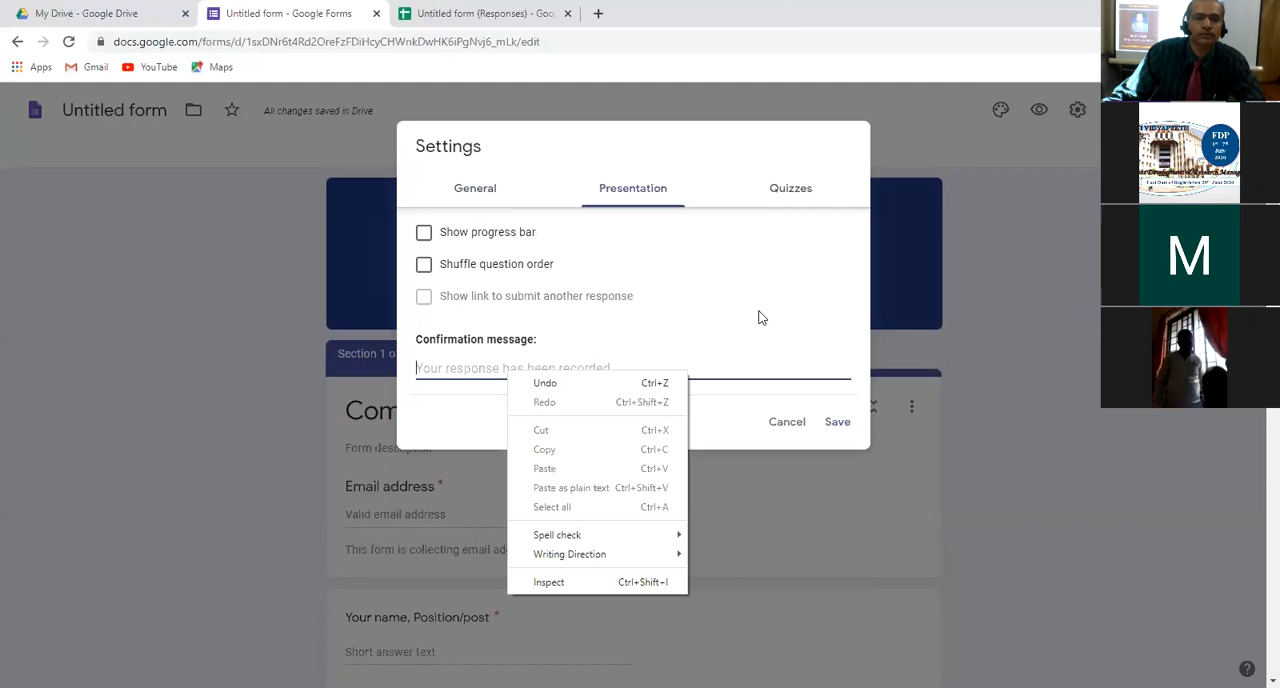 My Drive - Google Drive
Untitled form - Google Forms
Untitled form (Responses) - Goo
docs.google.com/forms/d/1sxDNr6t4Rd2OreFzFDiHcyCHWnkDwHK6iPgNvj6_mLk/edit
Apps
Gmail
YouTube
Maps
Untitled form
All changes saved in Drive
Settings
General
Presentation
Quizzes
Show progress bar
Shuffle question order
Show link to submit another response
Confirmation message:
Your response has been recorded.
Cancel
Save
Undo Ctrl+Z
Redo Ctrl+Shift+Z
Cut Ctrl+X
Copy Ctrl+C
Paste Ctrl+V
Paste as plain text Ctrl+Shift+V
Select all Ctrl+A
Spell check
Writing Direction
Inspect Ctrl+Shift+I
Section 1 o
Com
Form descrip
Email address *
Valid email address
This form is collecting email ad
Your name, Position/post *
Short answer text
FDP
July
M